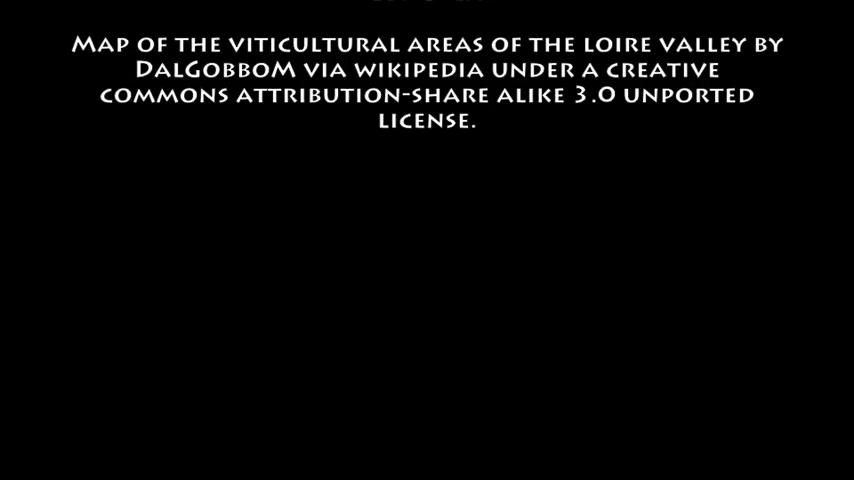 Map of the viticultural areas of the Loire Valley by
DalGobboM via wikipedia under a creative
commons attribution-share alike 3.0 unported
license.